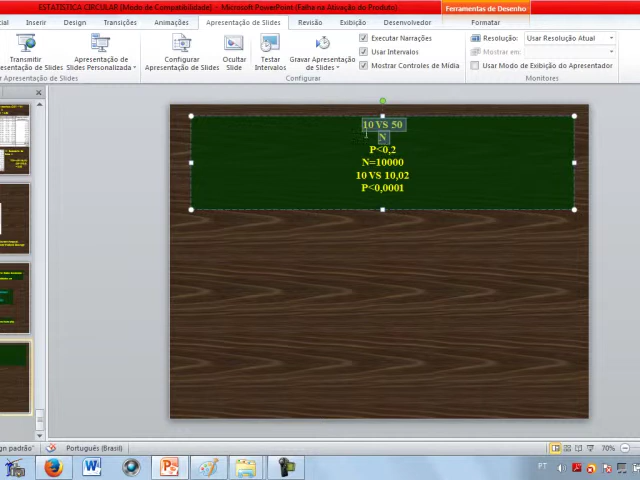 ESTATÍSTICA CIRCULAR [Modo de Compatibilidade] - Microsoft PowerPoint (Falha na Ativação do Produto)
Ferramentas de Desenho
Inserir Design Transições Animações Apresentação de Slides Revisão Exibição Desenvolvedor Formatar
Transmitir
Apresentação de
Slides Personalizada
Configurar
Apresentação de Slides
Ocultar
Slide
Testar
Intervalos
Gravar Apresentação
de Slides
Executar Narrações
Usar Intervalos
Mostrar Controles de Mídia
Resolução: Usar Resolução Atual
Mostrar em:
Usar Modo de Exibição do Apresentador
Apresentação de Slides
Configurar
Monitores
10 VS 50
N
P<0,2
N=10000
10 VS 10,02
P<0,0001
Português (Brasil)
70%
PT